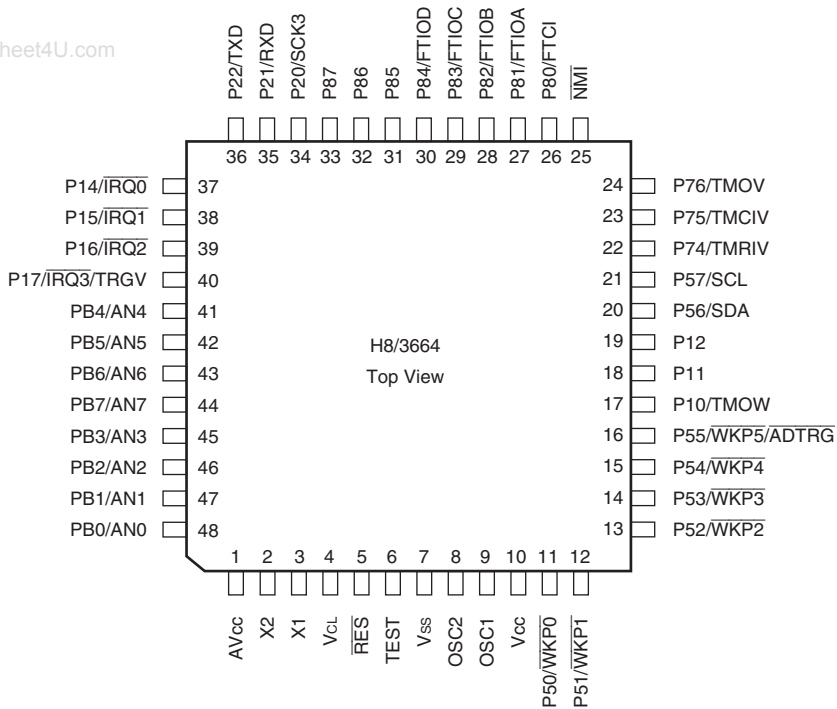 heet4U.com
P22/TXD
P21/RXD
P20/SCK3
P87
P86
P85
P84/FTIOD
P83/FTIOC
P82/FTIOB
P81/FTIOA
P80/FTCI
NMI
36 35 34 33 32 31 30 29 28 27 26 25
P14/IRQ0 37 24 P76/TMOV
P15/IRQ1 38 23 P75/TMCIV
P16/IRQ2 39 22 P74/TMRIV
P17/IRQ3/TRGV 40 21 P57/SCL
PB4/AN4 41 20 P56/SDA
PB5/AN5 42 19 P12
H8/3664
PB6/AN6 43 18 P11
Top View
PB7/AN7 44 17 P10/TMOW
PB3/AN3 45 16 P55/WKP5/ADTRG
PB2/AN2 46 15 P54/WKP4
PB1/AN1 47 14 P53/WKP3
PB0/AN0 48 13 P52/WKP2
1 2 3 4 5 6 7 8 9 10 11 12
AVcc
X2
X1
VCL
RES
TEST
Vss
OSC2
OSC1
Vcc
P50/WKP0
P51/WKP1